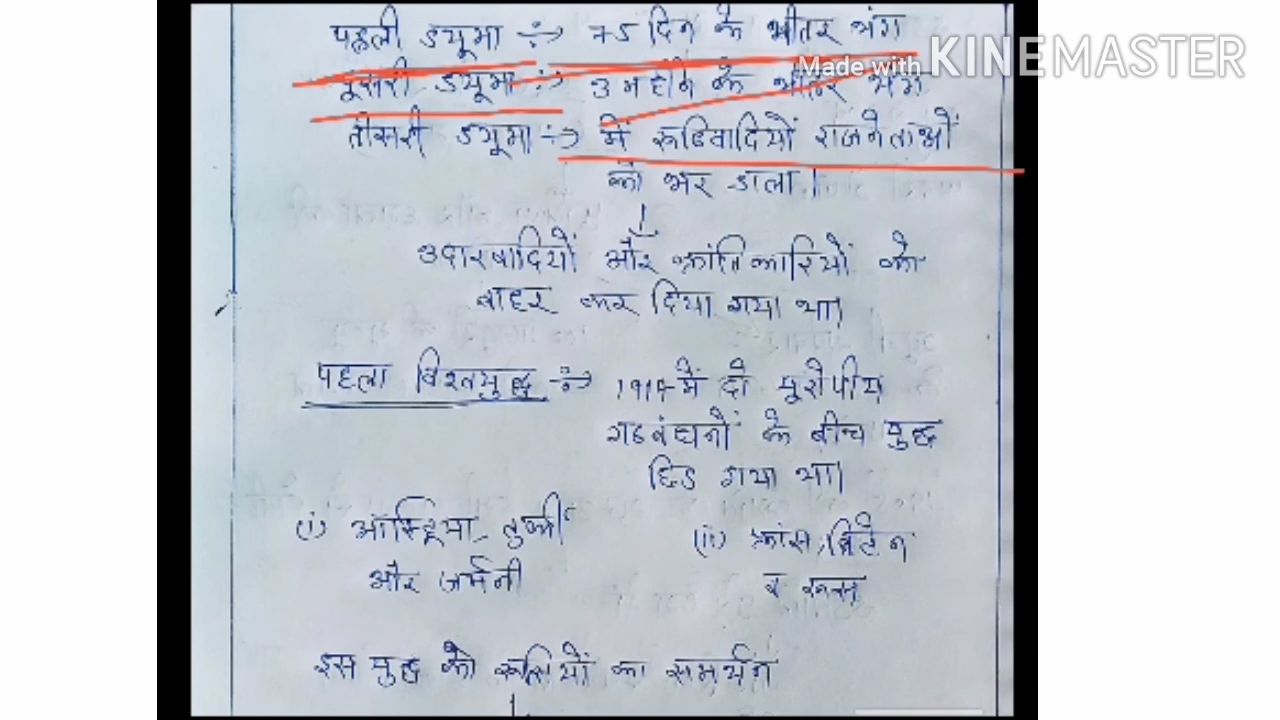 पहली ड्यूमा ÷→ 75 दिन के भीतर भंग
Made with KINEMASTER
दूसरी ड्यूमा ÷→ 3 महीने के भीतर भंग
तीसरी ड्यूमा ÷→ में रूढिवादियों राजनेताओं
को भर डाला।
↓
उदारवादियों और क्रांतिकारियों को
बाहर कर दिया गया था।
पहला विश्वयुद्ध ÷→ 1914 में दो यूरोपीय
गठबंधनों के बीच युद्ध
छिड गया था।
(i) ऑस्ट्रिया, तुर्की (ii) फ्रांस, ब्रिटेन
और जर्मनी व रूस
इस युद्ध को रूसियों का समर्थन